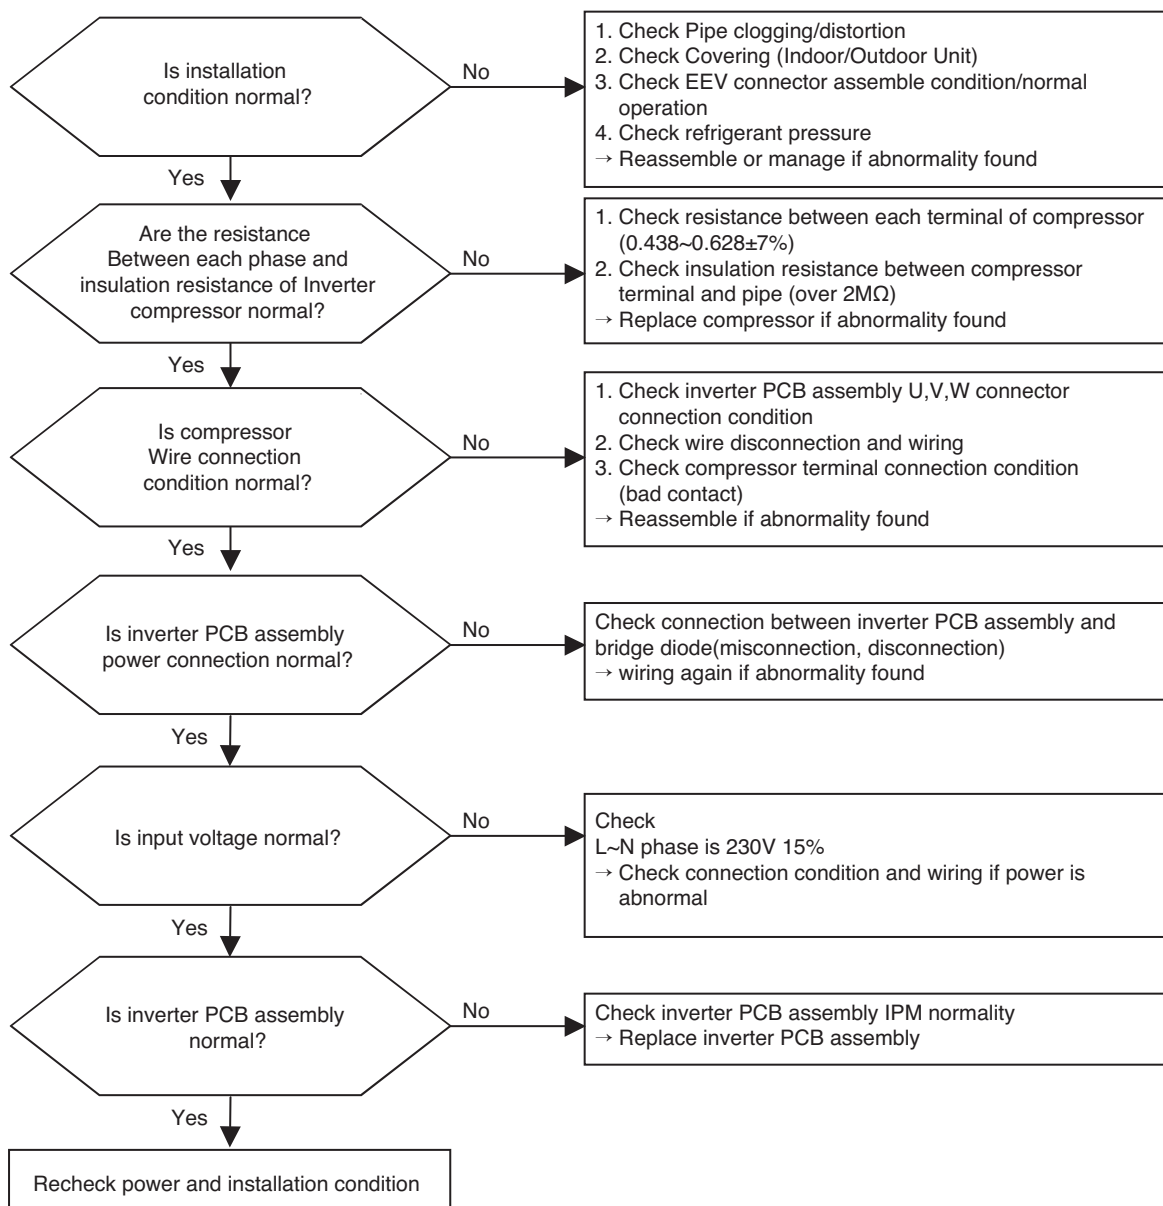 Is installation
condition normal?
No
1. Check Pipe clogging/distortion
2. Check Covering (Indoor/Outdoor Unit)
3. Check EEV connector assemble condition/normal
operation
4. Check refrigerant pressure
→ Reassemble or manage if abnormality found
Yes
Are the resistance
Between each phase and
insulation resistance of Inverter
compressor normal?
No
1. Check resistance between each terminal of compressor
(0.438~0.628±7%)
2. Check insulation resistance between compressor
terminal and pipe (over 2MΩ)
→ Replace compressor if abnormality found
Yes
Is compressor
Wire connection
condition normal?
No
1. Check inverter PCB assembly U,V,W connector
connection condition
2. Check wire disconnection and wiring
3. Check compressor terminal connection condition
(bad contact)
→ Reassemble if abnormality found
Yes
Is inverter PCB assembly
power connection normal?
No
Check connection between inverter PCB assembly and
bridge diode(misconnection, disconnection)
→ wiring again if abnormality found
Yes
Is input voltage normal?
No
Check
L~N phase is 230V 15%
→ Check connection condition and wiring if power is
abnormal
Yes
Is inverter PCB assembly
normal?
No
Check inverter PCB assembly IPM normality
→ Replace inverter PCB assembly
Yes
Recheck power and installation condition